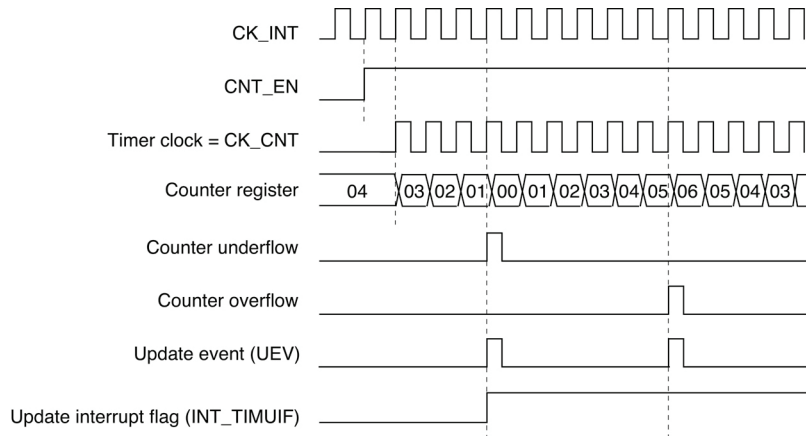 CK_INT
CNT_EN
Timer clock = CK_CNT
Counter register 04 03 02 01 00 01 02 03 04 05 06 05 04 03
Counter underflow
Counter overflow
Update event (UEV)
Update interrupt flag (INT_TIMUIF)